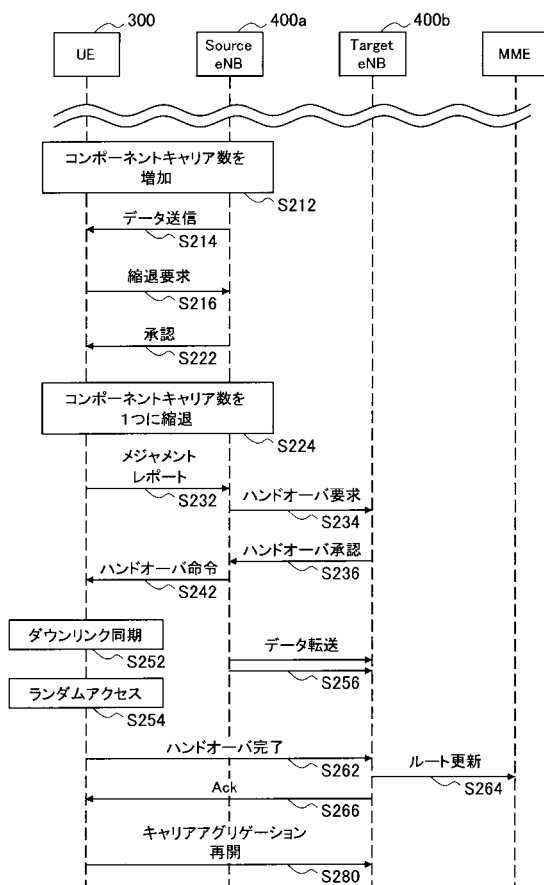 300
400a
400b
UE
Source
eNB
Target
eNB
MME
コンポーネントキャリア数を
増加
S212
データ送信
S214
縮退要求
S216
承認
S222
コンポーネントキャリア数を
1つに縮退
S224
メジャメント
レポート
S232
ハンドオーバ要求
S234
ハンドオーバ承認
S236
ハンドオーバ命令
S242
ダウンリンク同期
S252
データ転送
S256
ランダムアクセス
S254
ハンドオーバ完了
S262
ルート更新
S264
Ack
S266
キャリアアグリゲーション
再開
S280